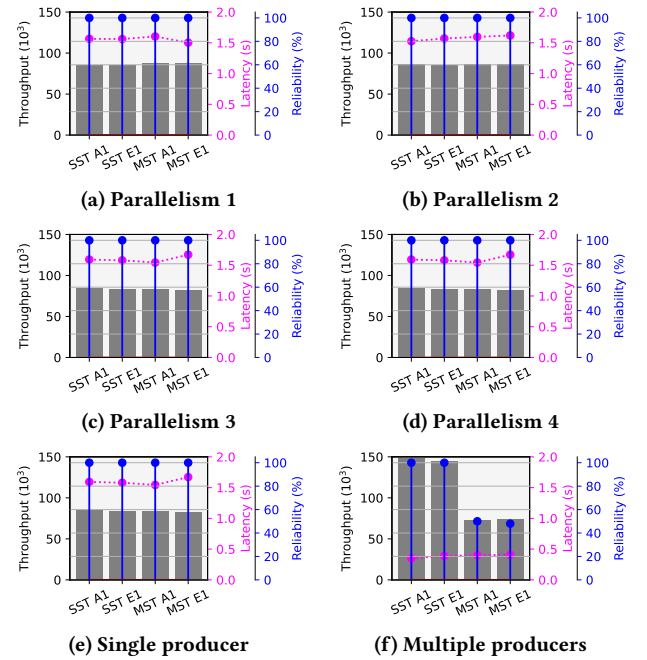 150
100
50
0
Throughput (10³)
2.0
1.5
1.0
0.5
0.0
Latency (s)
100
80
60
40
20
0
Reliability (%)
SST A1
SST E1
MST A1
MST E1
(a) Parallelism 1
150
100
50
0
Throughput (10³)
2.0
1.5
1.0
0.5
0.0
Latency (s)
100
80
60
40
20
0
Reliability (%)
SST A1
SST E1
MST A1
MST E1
(b) Parallelism 2
150
100
50
0
Throughput (10³)
2.0
1.5
1.0
0.5
0.0
Latency (s)
100
80
60
40
20
0
Reliability (%)
SST A1
SST E1
MST A1
MST E1
(c) Parallelism 3
150
100
50
0
Throughput (10³)
2.0
1.5
1.0
0.5
0.0
Latency (s)
100
80
60
40
20
0
Reliability (%)
SST A1
SST E1
MST A1
MST E1
(d) Parallelism 4
150
100
50
0
Throughput (10³)
2.0
1.5
1.0
0.5
0.0
Latency (s)
100
80
60
40
20
0
Reliability (%)
SST A1
SST E1
MST A1
MST E1
(e) Single producer
150
100
50
0
Throughput (10³)
2.0
1.5
1.0
0.5
0.0
Latency (s)
100
80
60
40
20
0
Reliability (%)
SST A1
SST E1
MST A1
MST E1
(f) Multiple producers